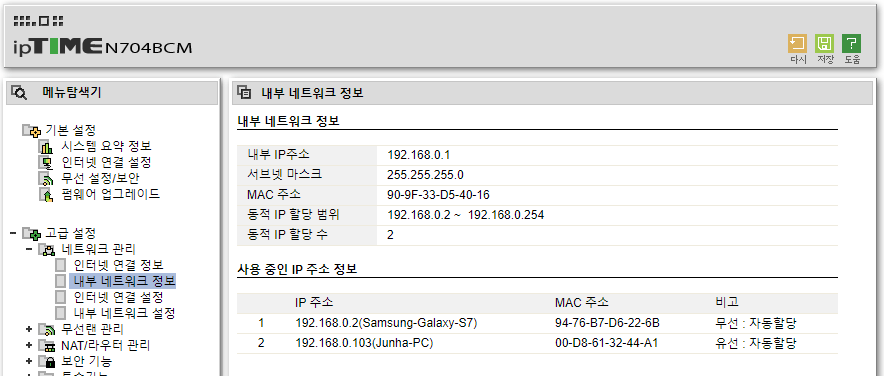 ipTIME N704BCM
다시 저장 도움
메뉴탐색기
기본 설정
시스템 요약 정보
인터넷 연결 설정
무선 설정/보안
펌웨어 업그레이드
고급 설정
네트워크 관리
인터넷 연결 정보
내부 네트워크 정보
인터넷 연결 설정
내부 네트워크 설정
무선랜 관리
NAT/라우터 관리
보안 기능
내부 네트워크 정보
내부 네트워크 정보
내부 IP주소 192.168.0.1
서브넷 마스크 255.255.255.0
MAC 주소 90-9F-33-D5-40-16
동적 IP 할당 범위 192.168.0.2 ~ 192.168.0.254
동적 IP 할당 수 2
사용 중인 IP 주소 정보
IP 주소 MAC 주소 비고
1 192.168.0.2(Samsung-Galaxy-S7) 94-76-B7-D6-22-6B 무선 : 자동할당
2 192.168.0.103(Junha-PC) 00-D8-61-32-44-A1 유선 : 자동할당